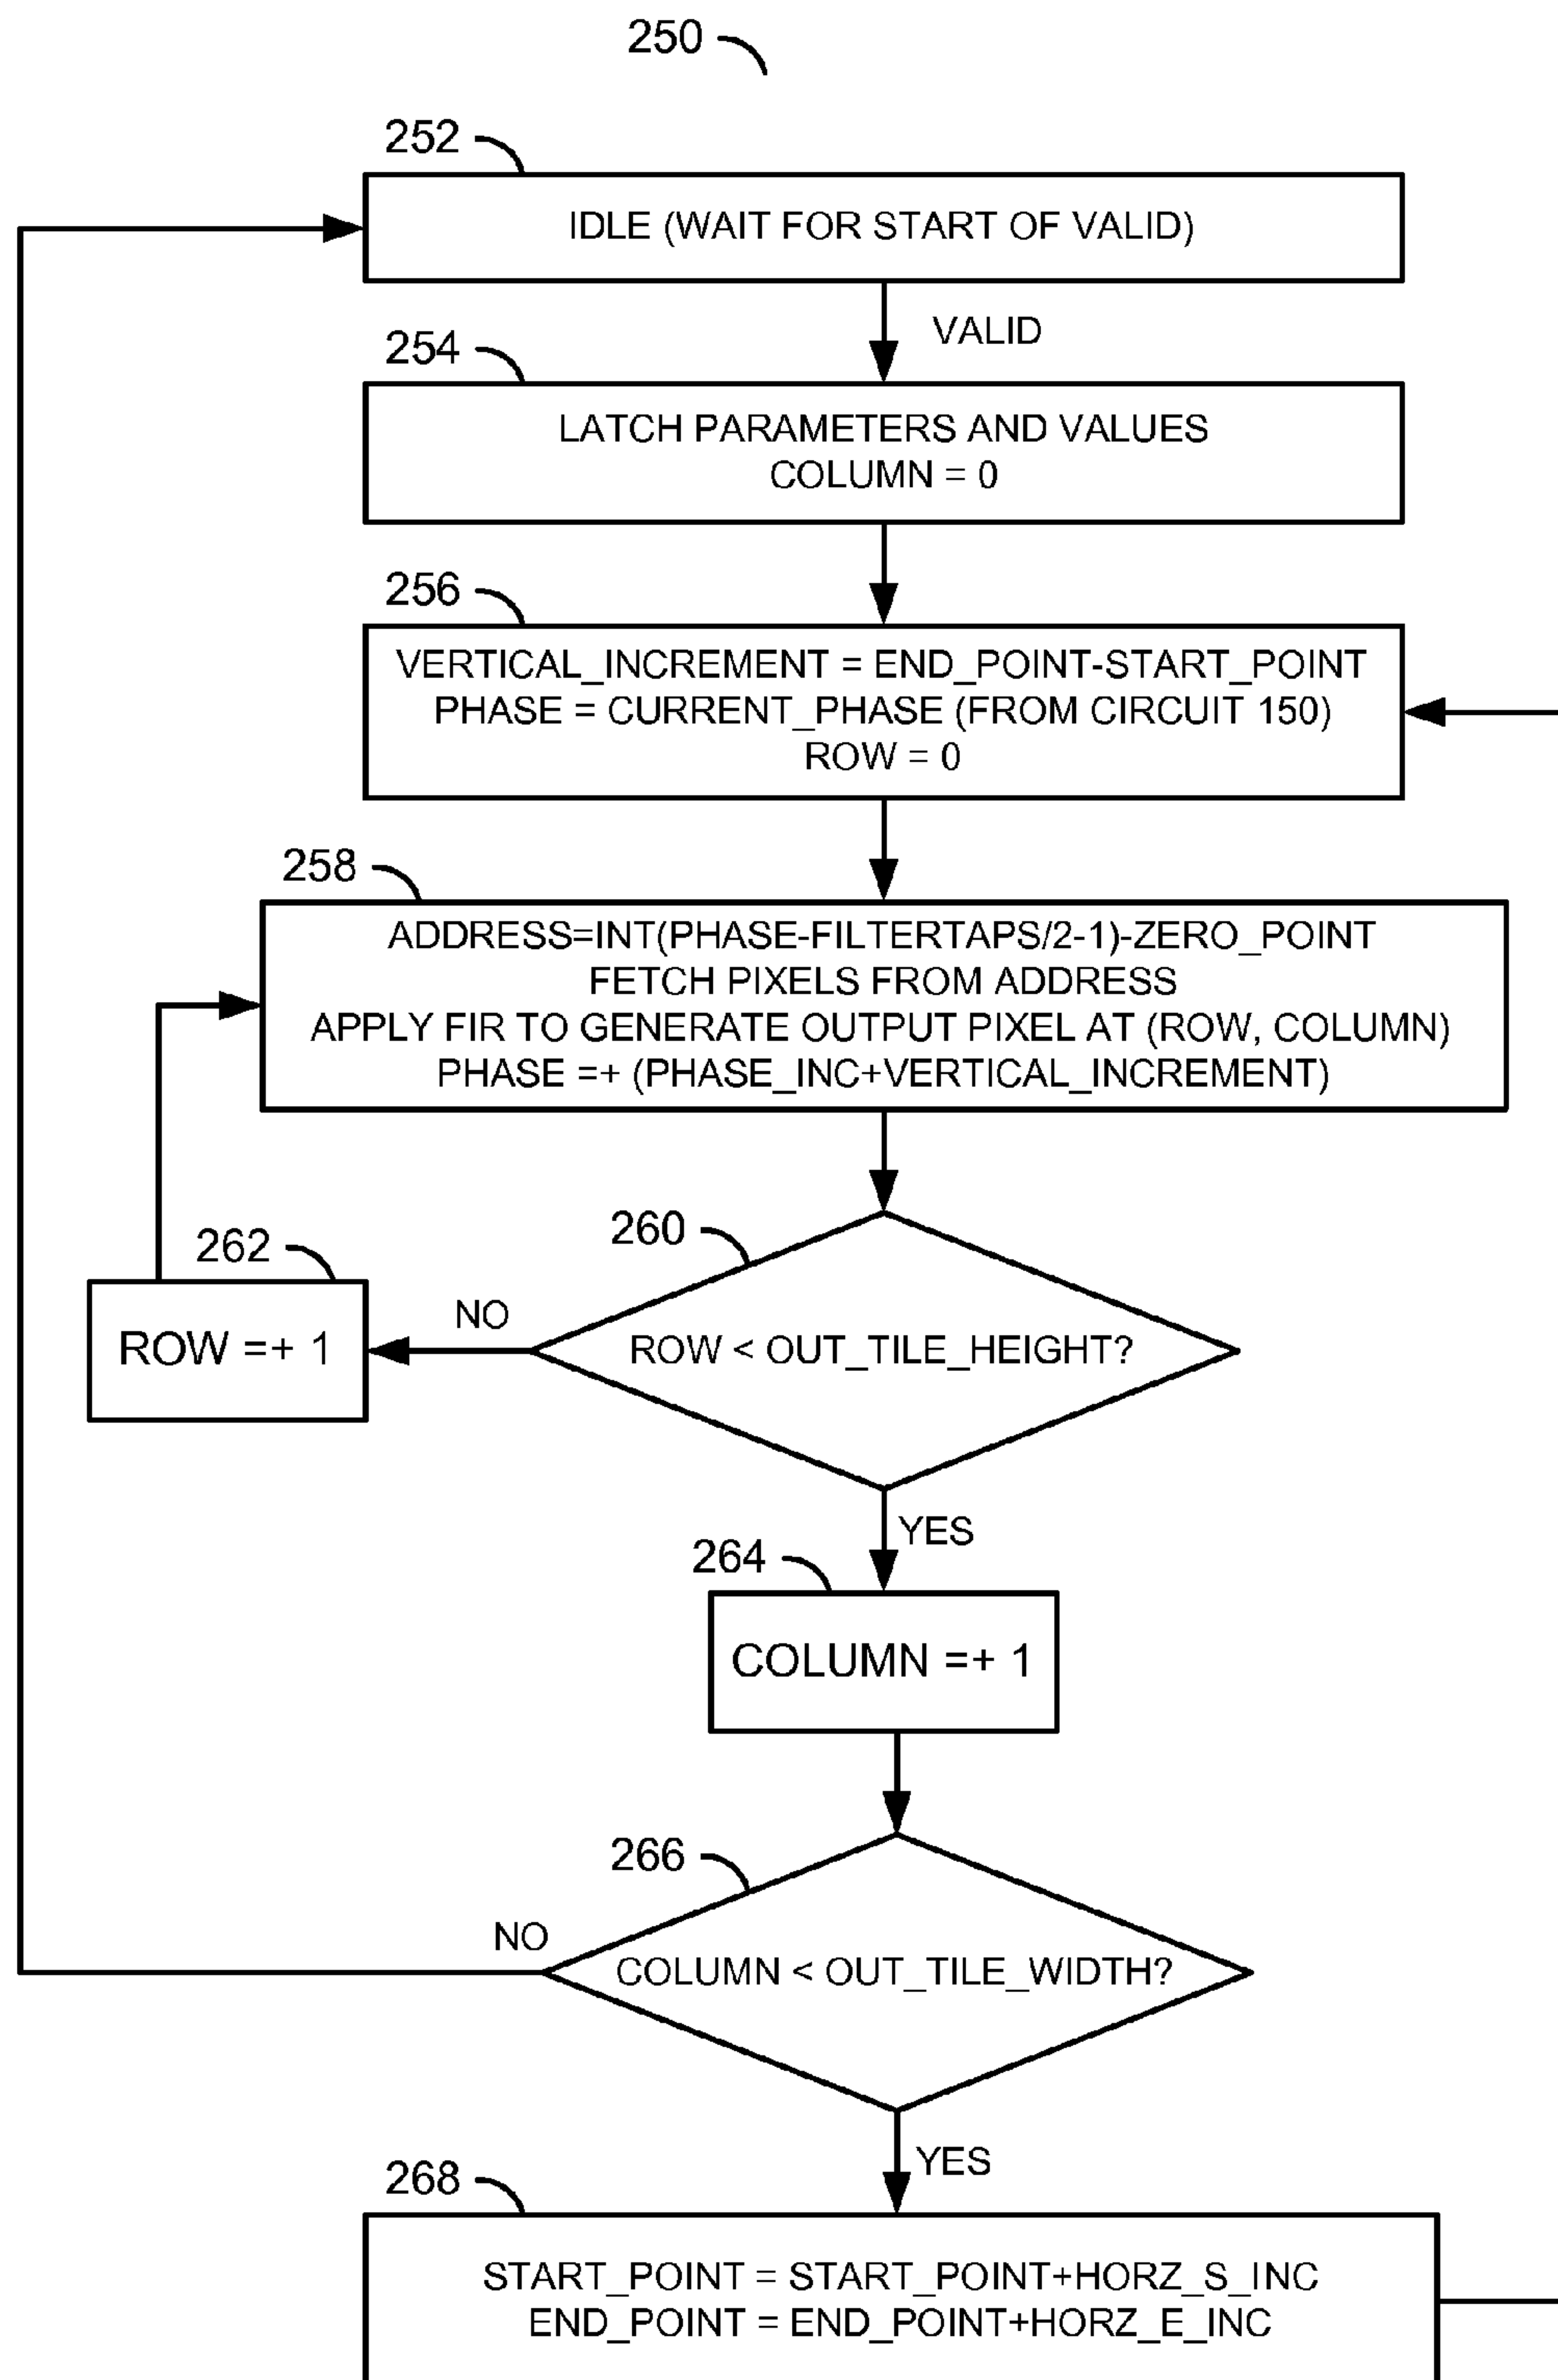 250
252
IDLE (WAIT FOR START OF VALID)
VALID
254
LATCH PARAMETERS AND VALUES
COLUMN = 0
256
VERTICAL_INCREMENT = END_POINT-START_POINT
PHASE = CURRENT_PHASE (FROM CIRCUIT 150)
ROW = 0
258
ADDRESS=INT(PHASE-FILTERTAPS/2-1)-ZERO_POINT
FETCH PIXELS FROM ADDRESS
APPLY FIR TO GENERATE OUTPUT PIXEL AT (ROW, COLUMN)
PHASE =+ (PHASE_INC+VERTICAL_INCREMENT)
260
262
NO
ROW =+ 1
ROW < OUT_TILE_HEIGHT?
YES
264
COLUMN =+ 1
266
NO
COLUMN < OUT_TILE_WIDTH?
YES
268
START_POINT = START_POINT+HORZ_S_INC
END_POINT = END_POINT+HORZ_E_INC